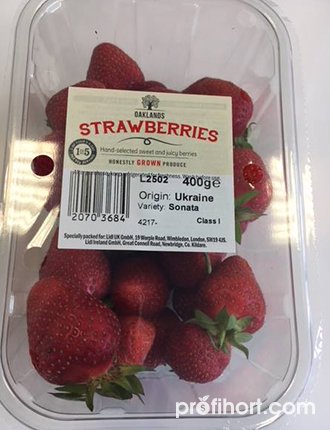 OAKLANDS
STRAWBERRIES
Hand-selected sweet and juicy berries
HONESTLY GROWN PRODUCE
L2502 400g℮
Origin: Ukraine
Variety: Sonata
2070 3684
4217- Class I
Specially packed for: Lidl UK GmbH, 19 Worple Road, Wimbledon, London, SW19 4JS.
Lidl Ireland GmbH, Great Connell Road, Newbridge, Co. Kildare.
profihort.com